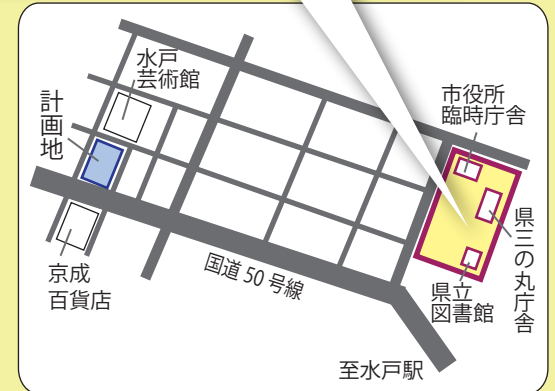 水戸
芸術館
計画地
市役所
臨時庁舎
県三の丸庁舎
県立
図書館
国道50号線
京成
百貨店
至水戸駅